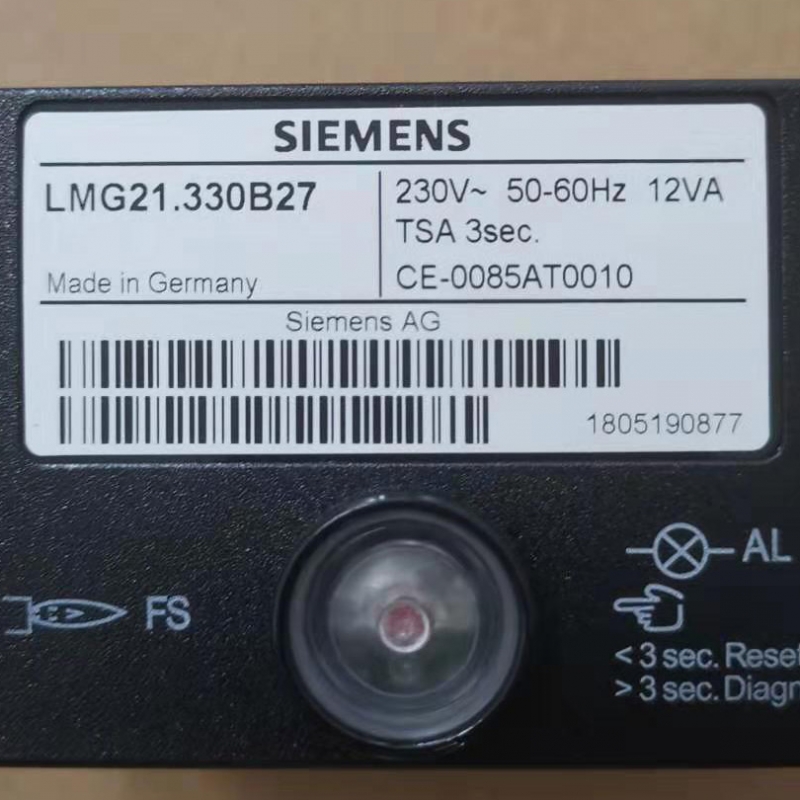 SIEMENS
LMG21.330B27
230V~ 50-60Hz 12VA
TSA 3sec.
Made in Germany
CE-0085AT0010
Siemens AG
1805190877
AL
FS
< 3 sec. Reset
> 3 sec. Diagn